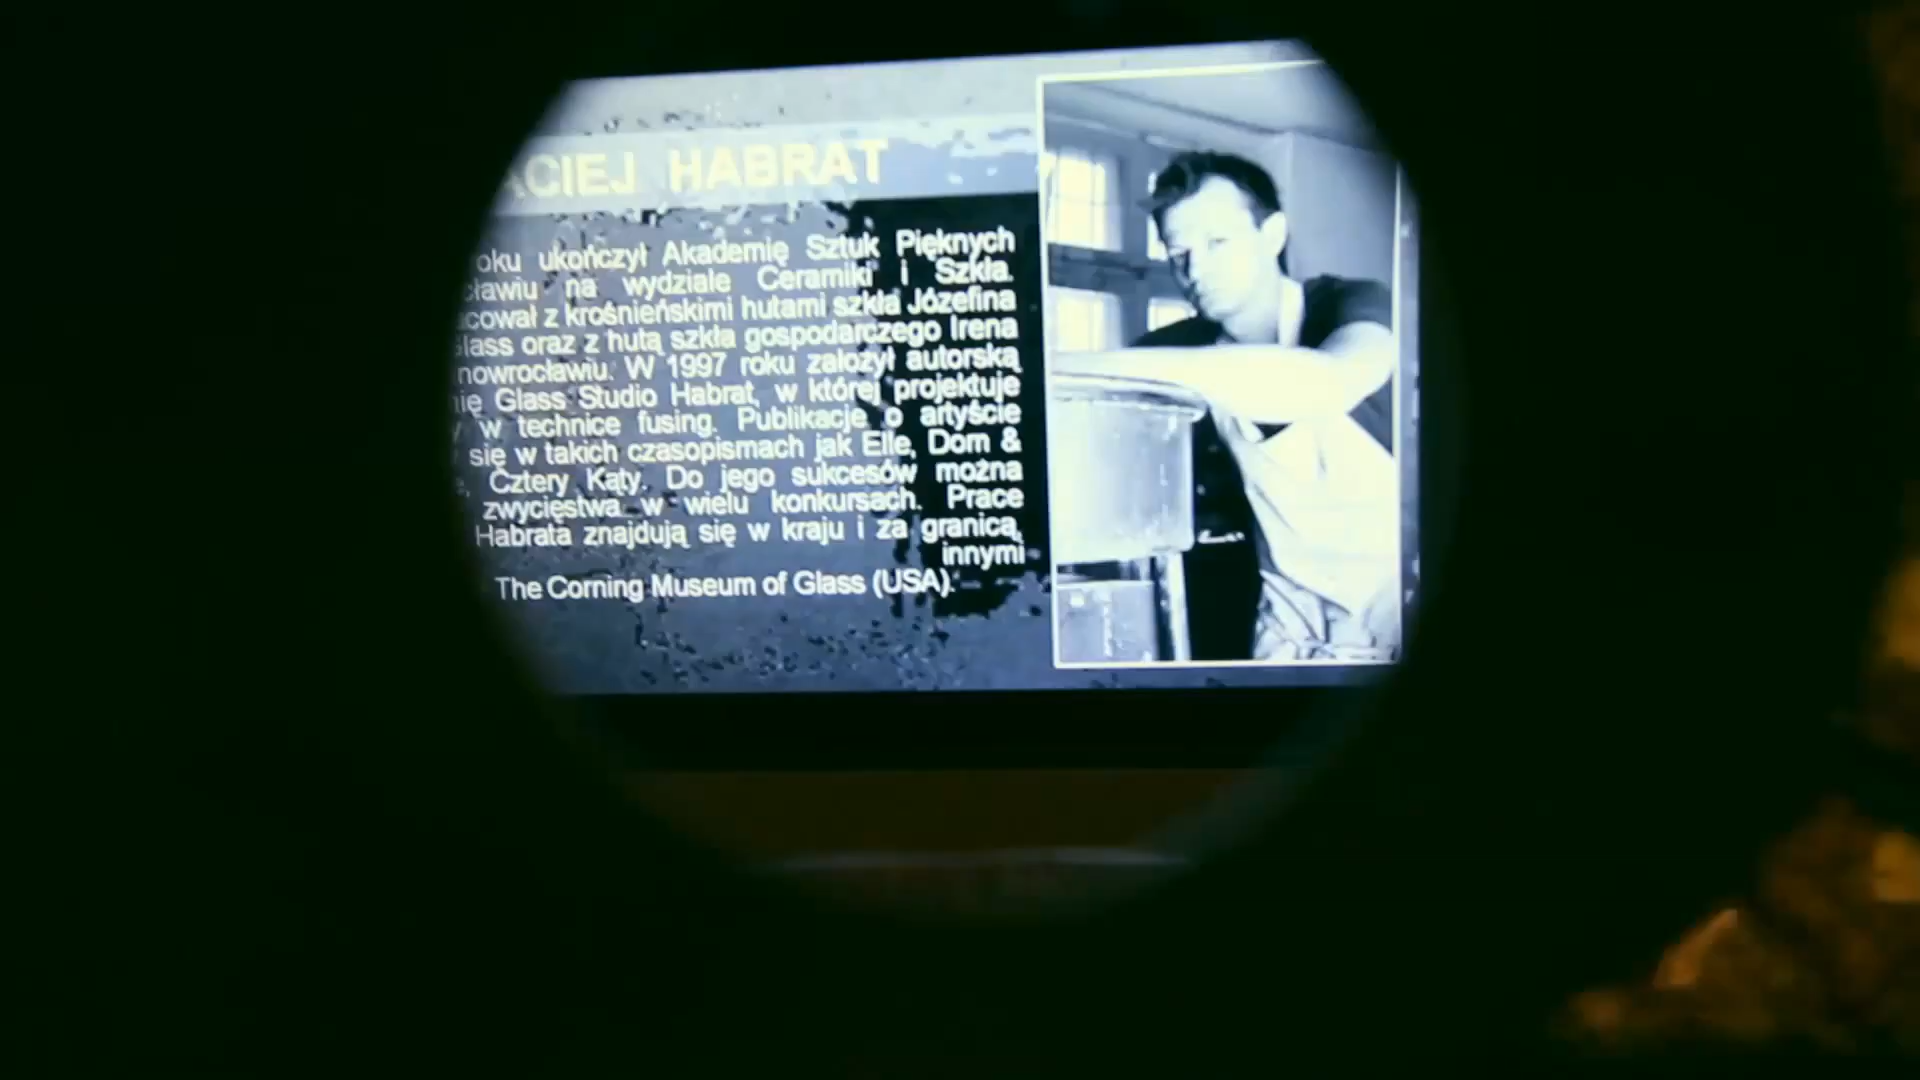 ACIEJ HABRAT
oku ukończył Akademię Sztuk Pięknych
cławiu na wydziale Ceramiki i Szkła.
cował z krośnieńskimi hutami szkła Józefina
lass oraz z hutą szkła gospodarczego Irena
nowrocławiu. W 1997 roku założył autorską
nię Glass Studio Habrat, w której projektuje
w technice fusing. Publikacje o artyście
się w takich czasopismach jak Elle, Dom &
Cztery Kąty. Do jego sukcesów można
zwycięstwa w wielu konkursach. Prace
Habrata znajdują się w kraju i za granicą,
innymi
The Corning Museum of Glass (USA).